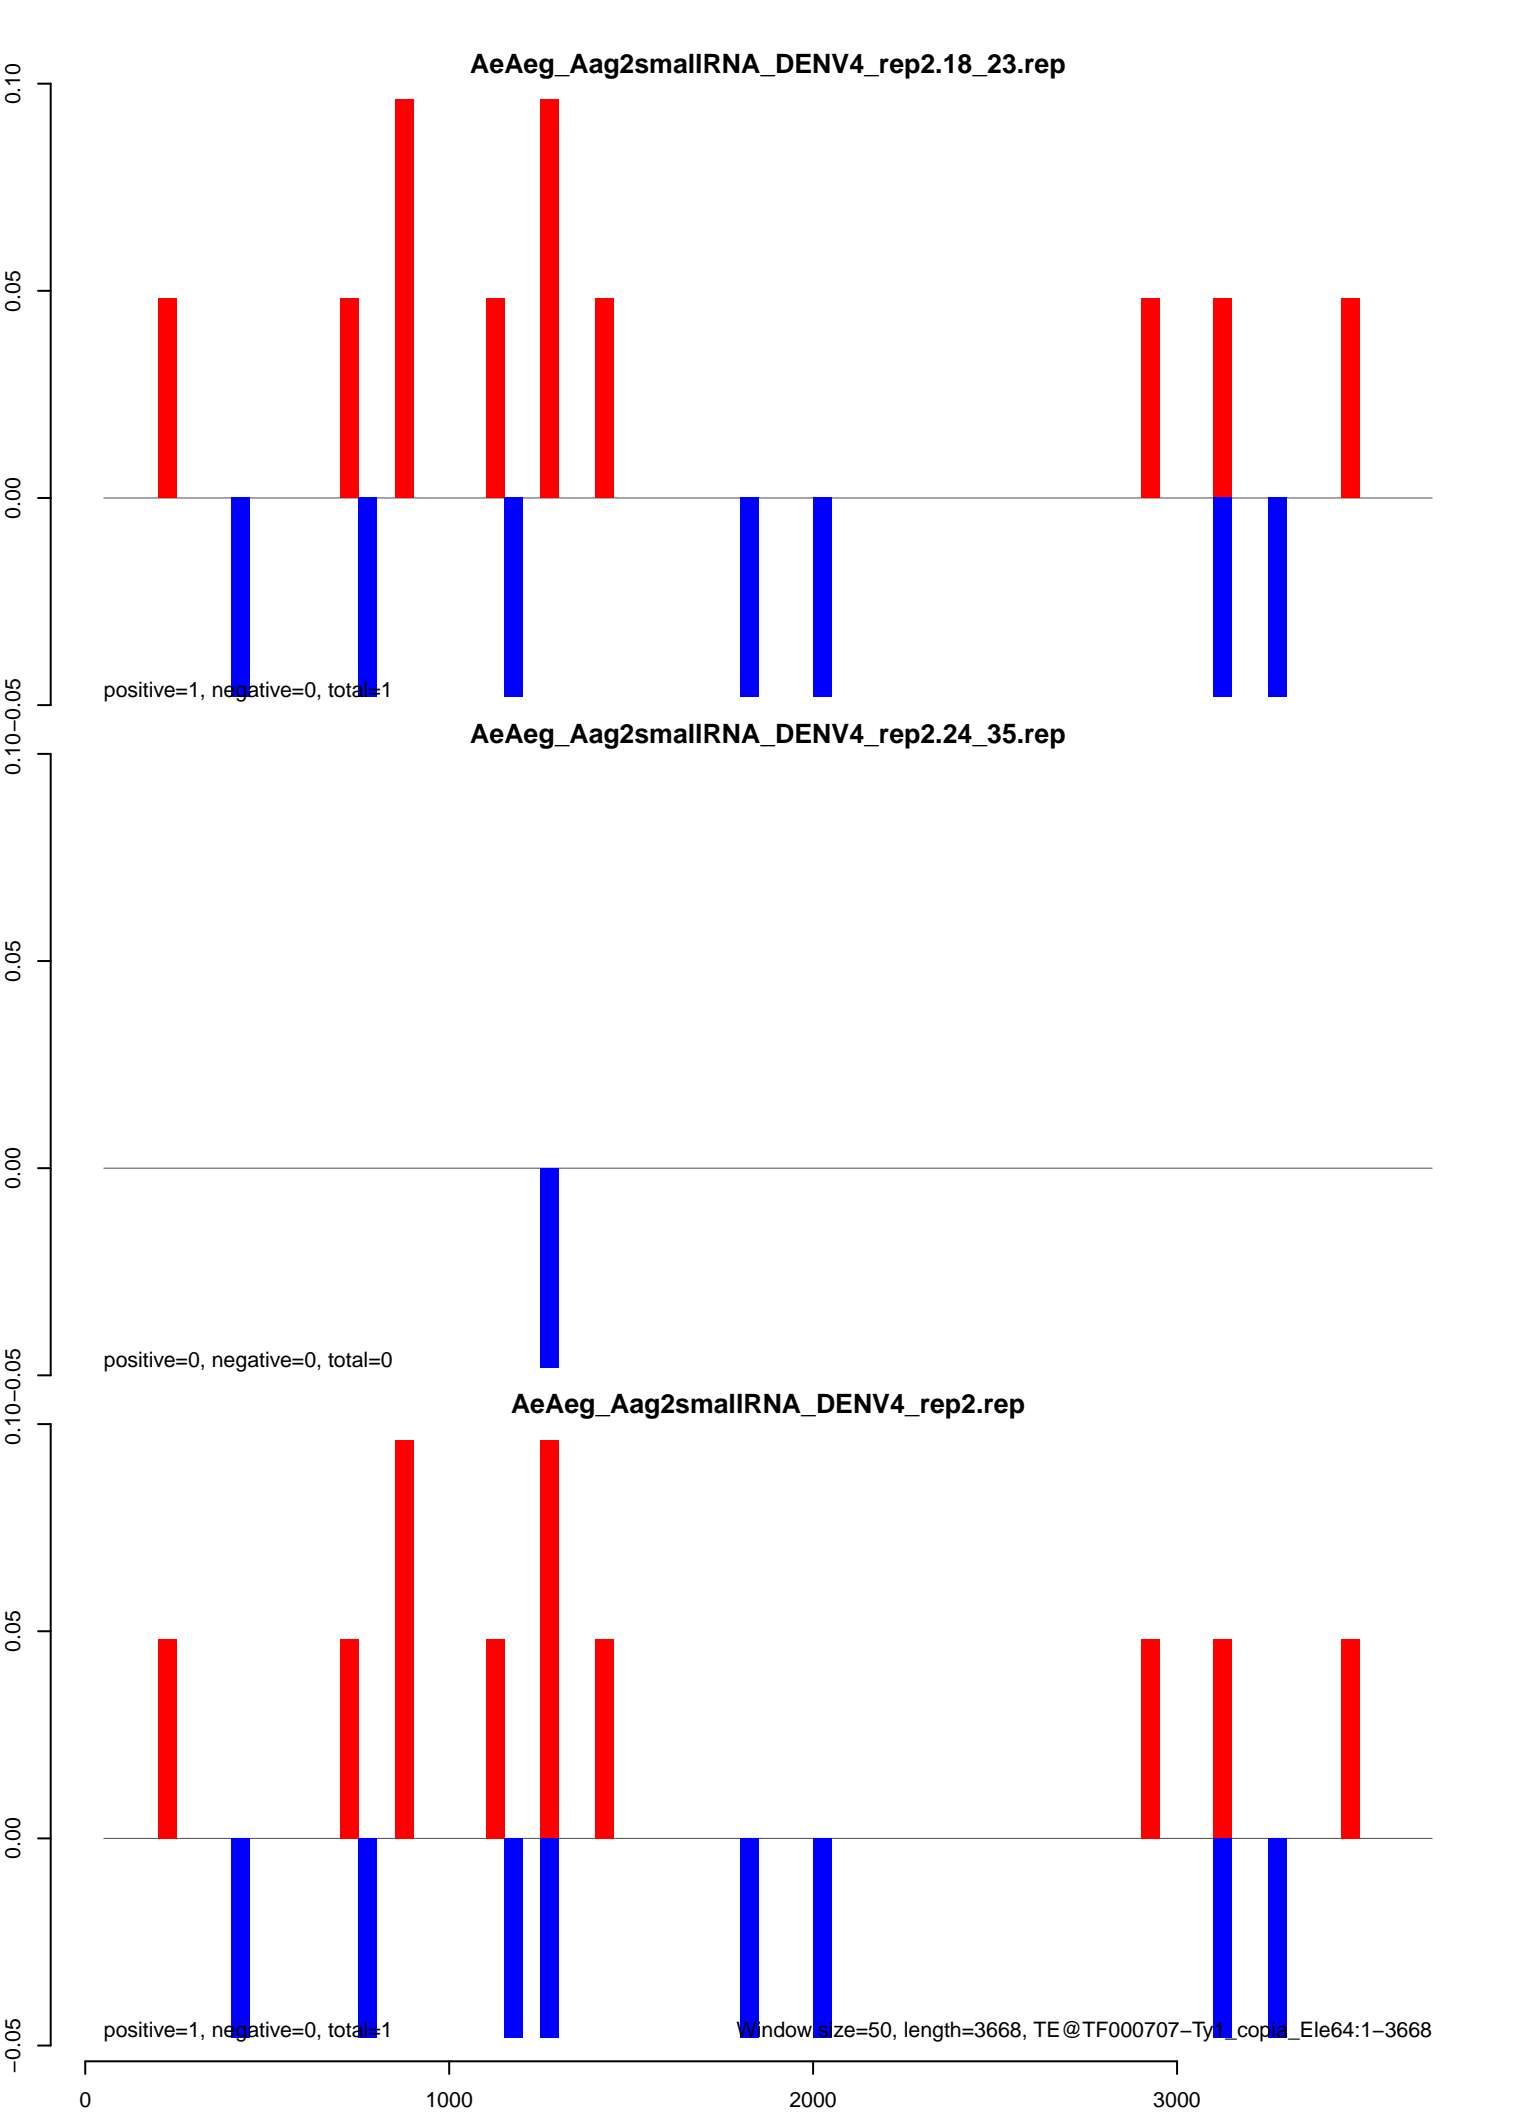 AeAeg_Aag2smallRNA_DENV4_rep2.18_23.rep
0.10
0.05
0.00
−0.05
positive=1, negative=0, total=1
AeAeg_Aag2smallRNA_DENV4_rep2.24_35.rep
0.10
0.05
0.00
−0.05
positive=0, negative=0, total=0
AeAeg_Aag2smallRNA_DENV4_rep2.rep
0.10
0.05
0.00
−0.05
positive=1, negative=0, total=1
Window size=50, length=3668, TE@TF000707−Ty1_copia_Ele64:1−3668
0 1000 2000 3000